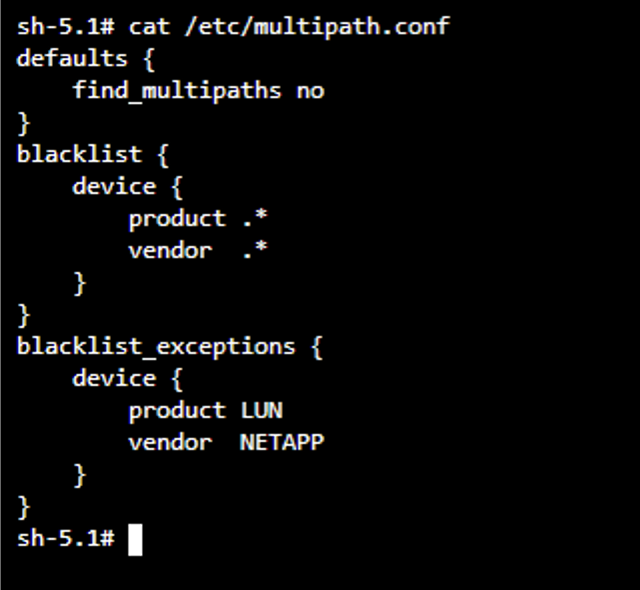 sh-5.1# cat /etc/multipath.conf
defaults {
    find_multipaths no
}
blacklist {
    device {
        product .*
        vendor  .*
    }
}
blacklist_exceptions {
    device {
        product LUN
        vendor  NETAPP
    }
}
sh-5.1#